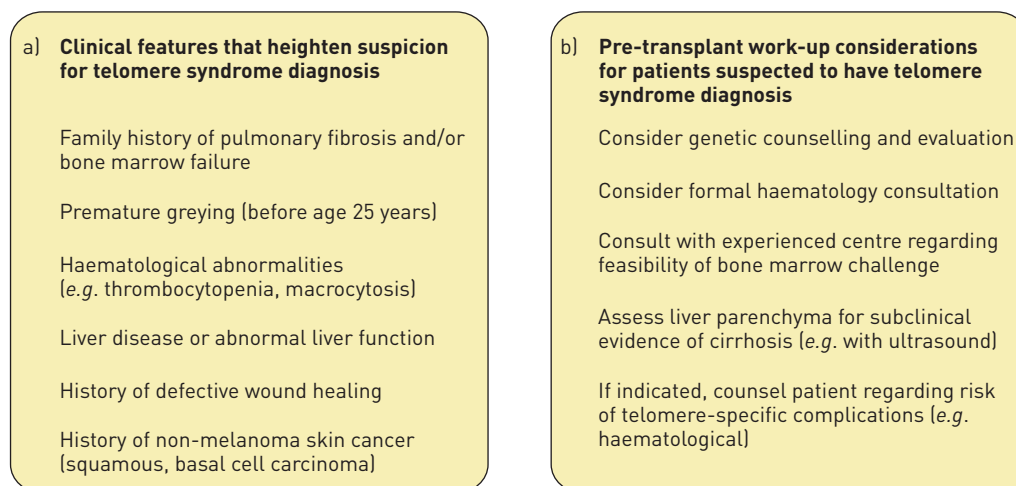 a) Clinical features that heighten suspicion
for telomere syndrome diagnosis
Family history of pulmonary fibrosis and/or
bone marrow failure
Premature greying (before age 25 years)
Haematological abnormalities
(e.g. thrombocytopenia, macrocytosis)
Liver disease or abnormal liver function
History of defective wound healing
History of non-melanoma skin cancer
(squamous, basal cell carcinoma)
b) Pre-transplant work-up considerations
for patients suspected to have telomere
syndrome diagnosis
Consider genetic counselling and evaluation
Consider formal haematology consultation
Consult with experienced centre regarding
feasibility of bone marrow challenge
Assess liver parenchyma for subclinical
evidence of cirrhosis (e.g. with ultrasound)
If indicated, counsel patient regarding risk
of telomere-specific complications (e.g.
haematological)